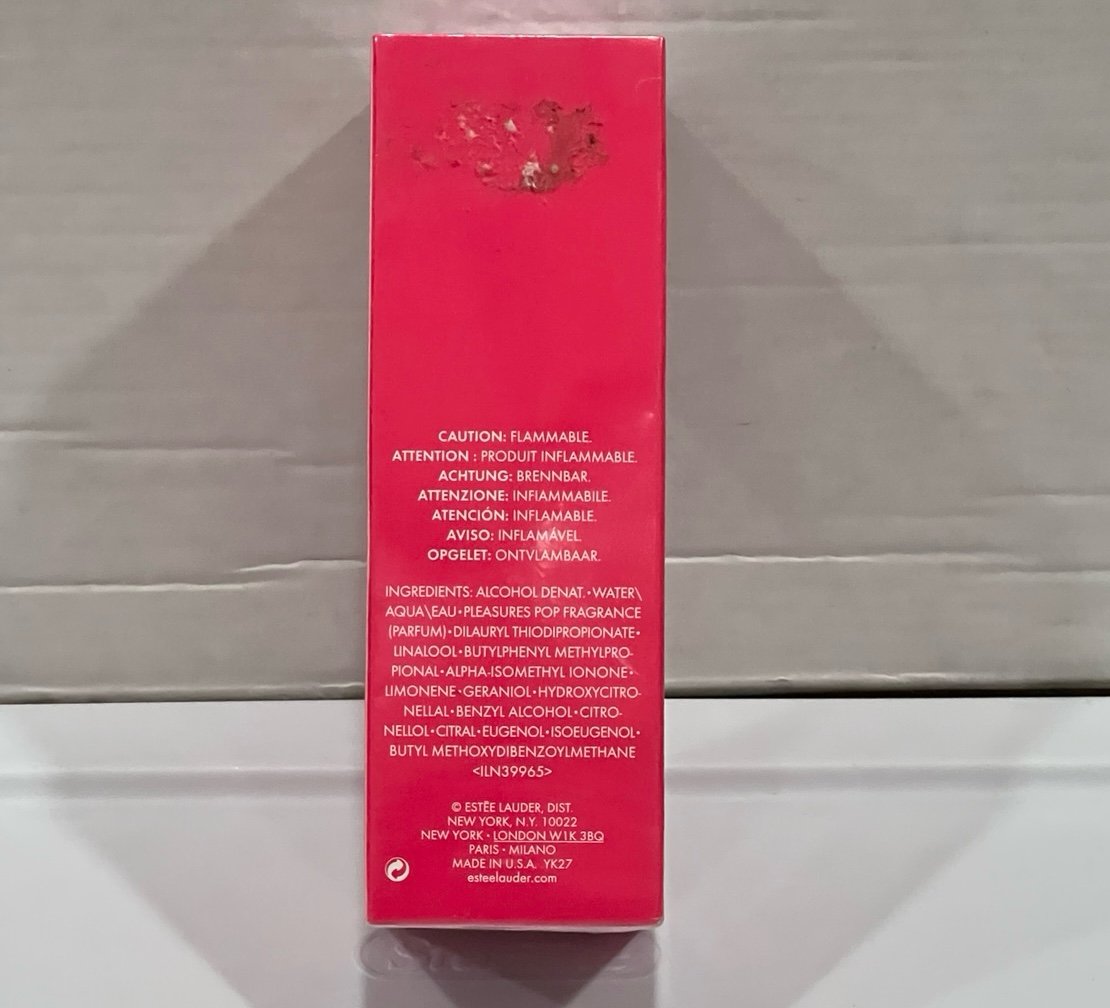 CAUTION: FLAMMABLE.
ATTENTION : PRODUIT INFLAMMABLE.
ACHTUNG: BRENNBAR.
ATTENZIONE: INFIAMMABILE.
ATENCIÓN: INFLAMABLE.
AVISO: INFLAMÁVEL.
OPGELET: ONTVLAMBAAR.
INGREDIENTS: ALCOHOL DENAT.•WATER\
AQUA\EAU•PLEASURES POP FRAGRANCE
(PARFUM)•DILAURYL THIODIPROPIONATE•
LINALOOL•BUTYLPHENYL METHYLPRO-
PIONAL•ALPHA-ISOMETHYL IONONE•
LIMONENE•GERANIOL•HYDROXYCITRO-
NELLAL•BENZYL ALCOHOL•CITRO-
NELLOL•CITRAL•EUGENOL•ISOEUGENOL•
BUTYL METHOXYDIBENZOYLMETHANE
<ILN39965>
© ESTĒE LAUDER, DIST.
NEW YORK, N.Y. 10022
NEW YORK • LONDON W1K 3BQ
PARIS • MILANO
MADE IN U.S.A. YK27
esteelauder.com